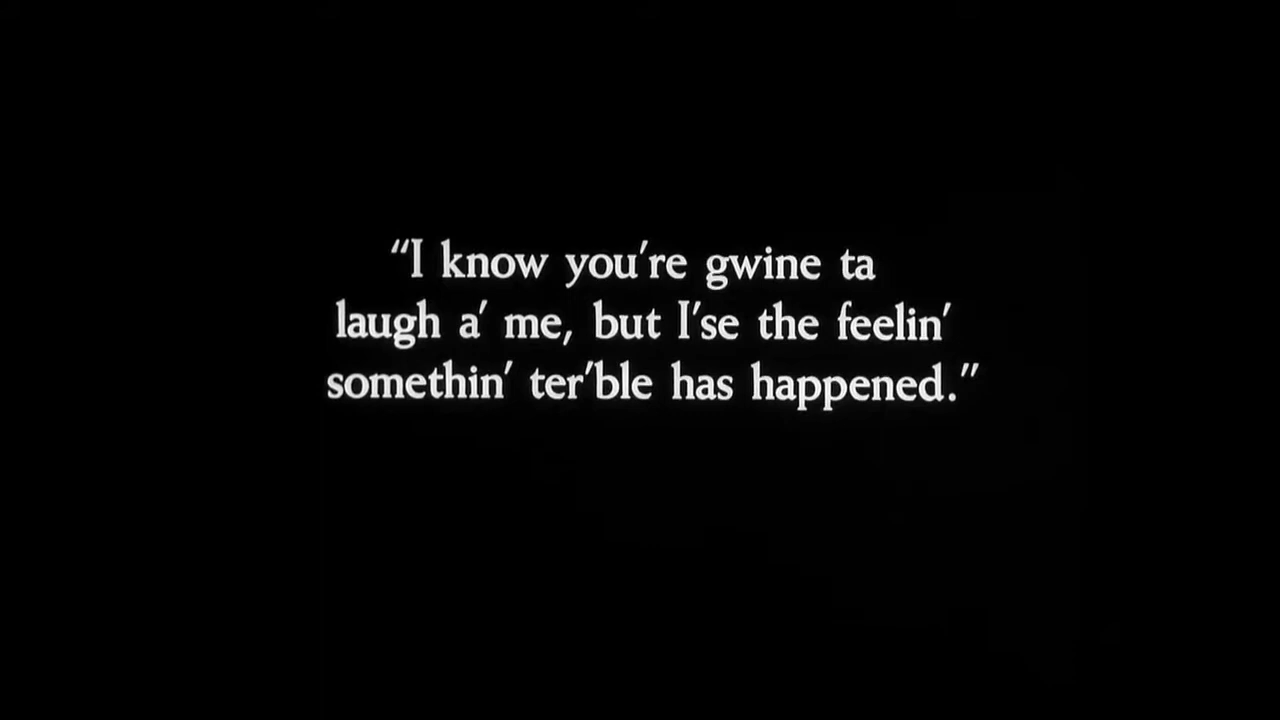 “I know you’re gwine ta
laugh a’ me, but I’se the feelin’
somethin’ ter’ble has happened.”